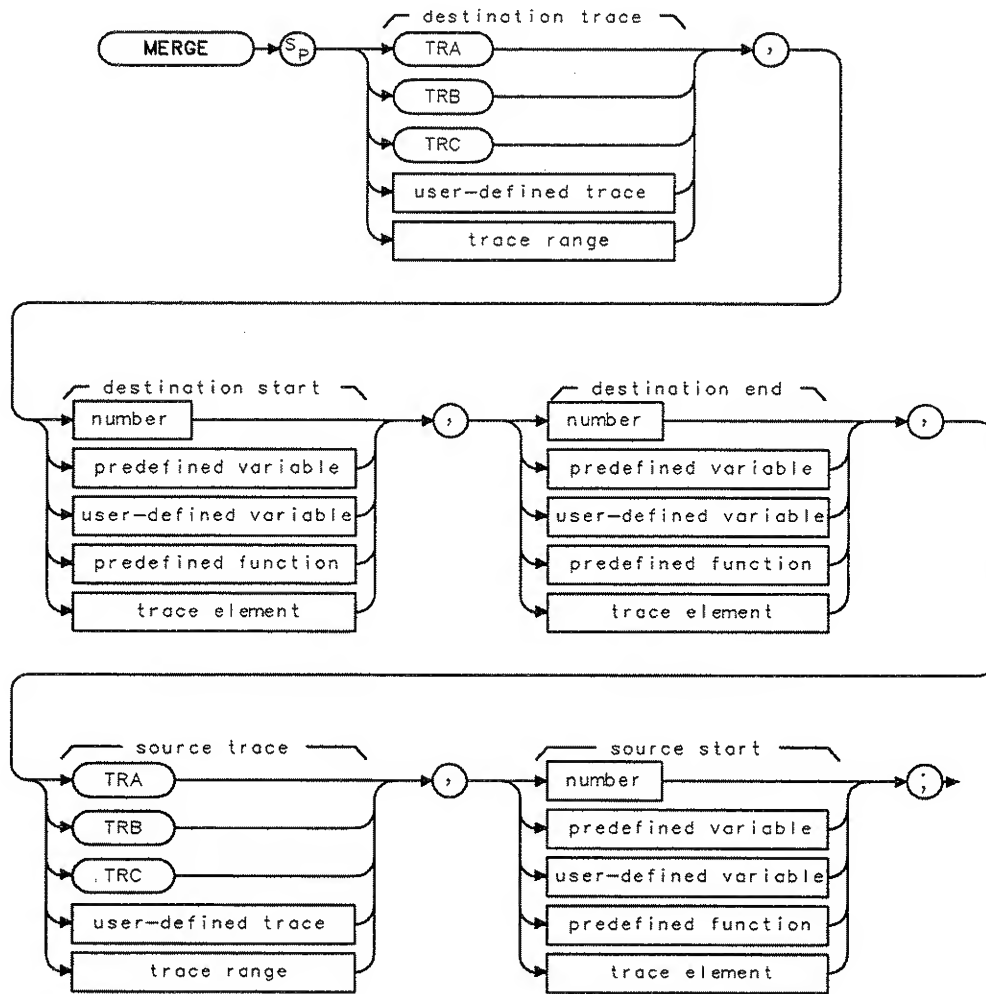 destination trace
MERGE SP TRA ,
TRB
TRC
user-defined trace
trace range
destination start destination end
number , number ,
predefined variable predefined variable
user-defined variable user-defined variable
predefined function predefined function
trace element trace element
source trace source start
TRA , number ;
TRB predefined variable
TRC user-defined variable
user-defined trace predefined function
trace range trace element